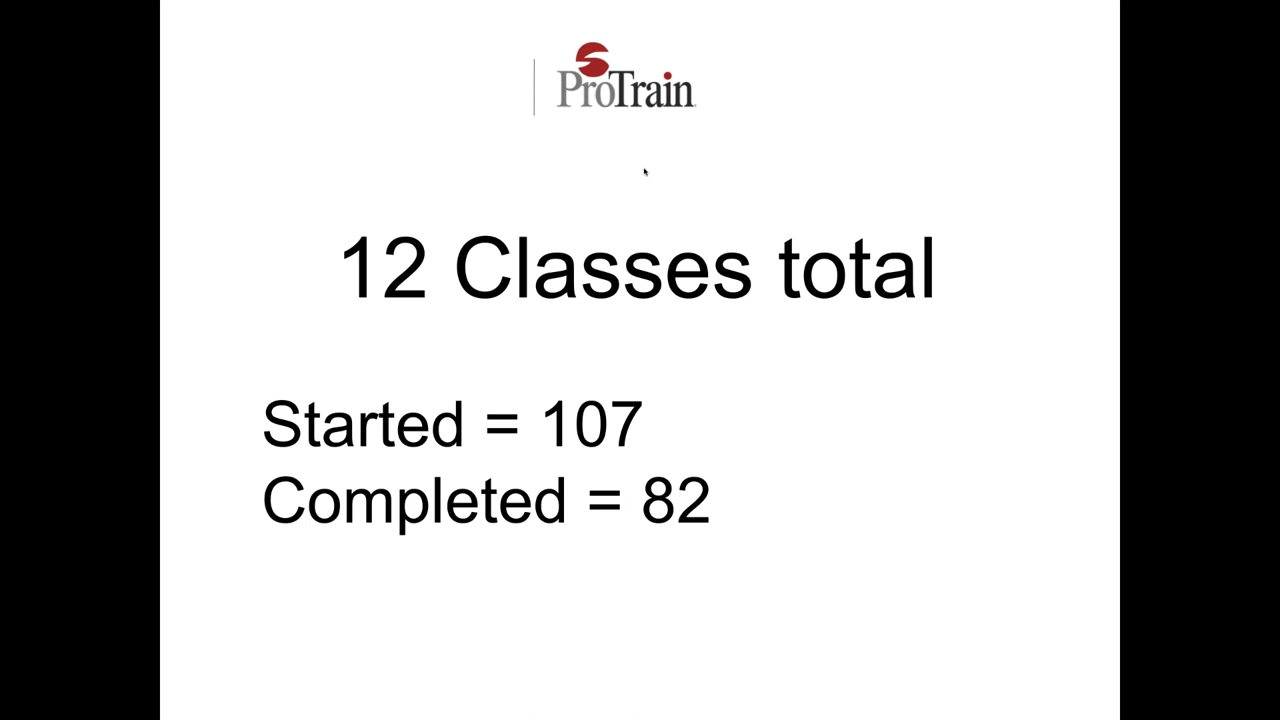 ProTrain
12 Classes total
Started = 107
Completed = 82